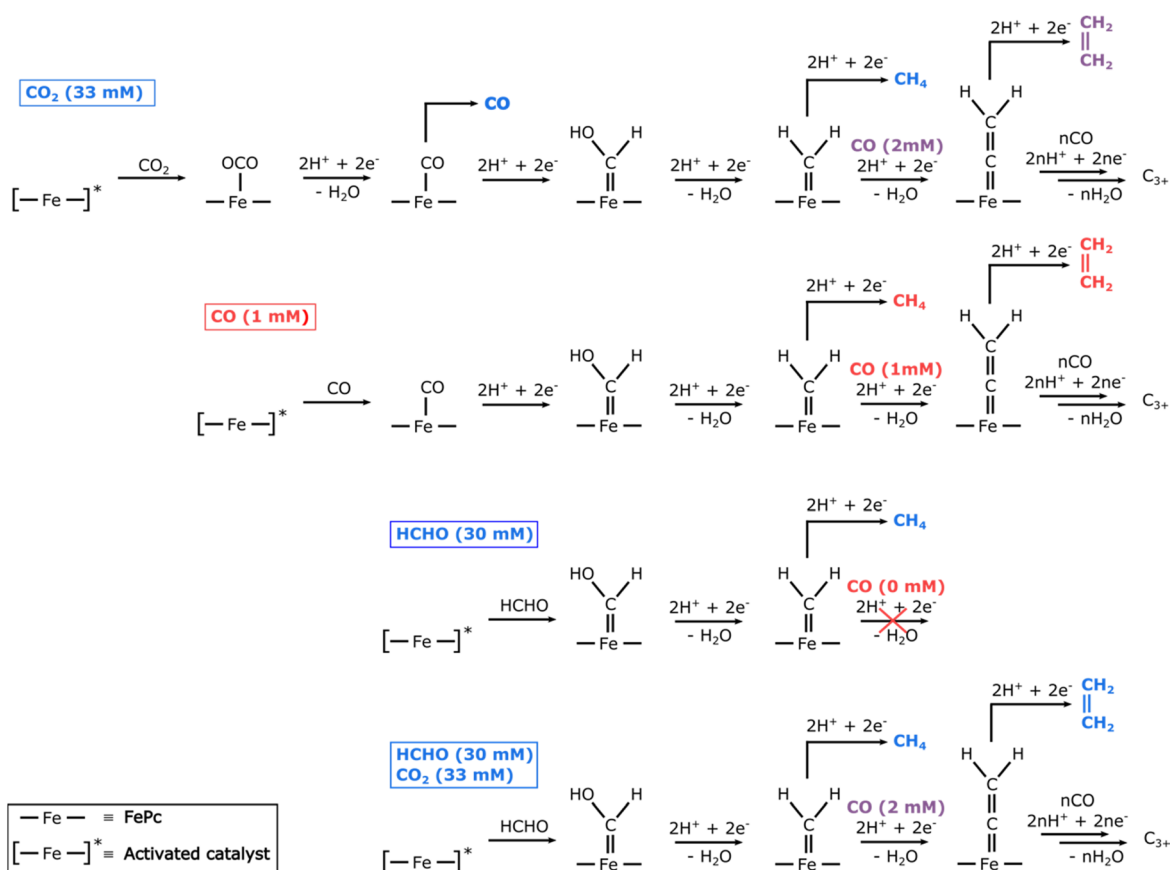 2H⁺ + 2e⁻ CH₂
CH₂
2H⁺ + 2e⁻ CH₄
H H
CO₂ (33 mM) CO
HO H H H C
CO₂ OCO 2H⁺ + 2e⁻ CO 2H⁺ + 2e⁻ C 2H⁺ + 2e⁻ C CO (2mM) 2H⁺ + 2e⁻ C nCO 2nH⁺ + 2ne⁻
[—Fe—]* —Fe— - H₂O —Fe— —Fe— - H₂O —Fe— - H₂O —Fe— - nH₂O C₃₊
2H⁺ + 2e⁻ CH₂
CH₂
2H⁺ + 2e⁻ CH₄
H H
CO (1 mM)
HO H H H C
CO CO 2H⁺ + 2e⁻ C 2H⁺ + 2e⁻ C CO (1mM) 2H⁺ + 2e⁻ C nCO 2nH⁺ + 2ne⁻
[—Fe—]* —Fe— —Fe— - H₂O —Fe— - H₂O —Fe— - nH₂O C₃₊
2H⁺ + 2e⁻ CH₄
HCHO (30 mM)
HO H H H
HCHO C 2H⁺ + 2e⁻ C CO (0 mM) 2H⁺ + 2e⁻
[—Fe—]* —Fe— - H₂O —Fe— - H₂O
2H⁺ + 2e⁻ CH₂
CH₂
2H⁺ + 2e⁻ CH₄
HCHO (30 mM)
CO₂ (33 mM)
H H
HO H H H C
HCHO C 2H⁺ + 2e⁻ C CO (2 mM) 2H⁺ + 2e⁻ C nCO 2nH⁺ + 2ne⁻
[—Fe—]* —Fe— - H₂O —Fe— - H₂O —Fe— - nH₂O C₃₊
—Fe— ≡ FePc
[—Fe—]* ≡ Activated catalyst